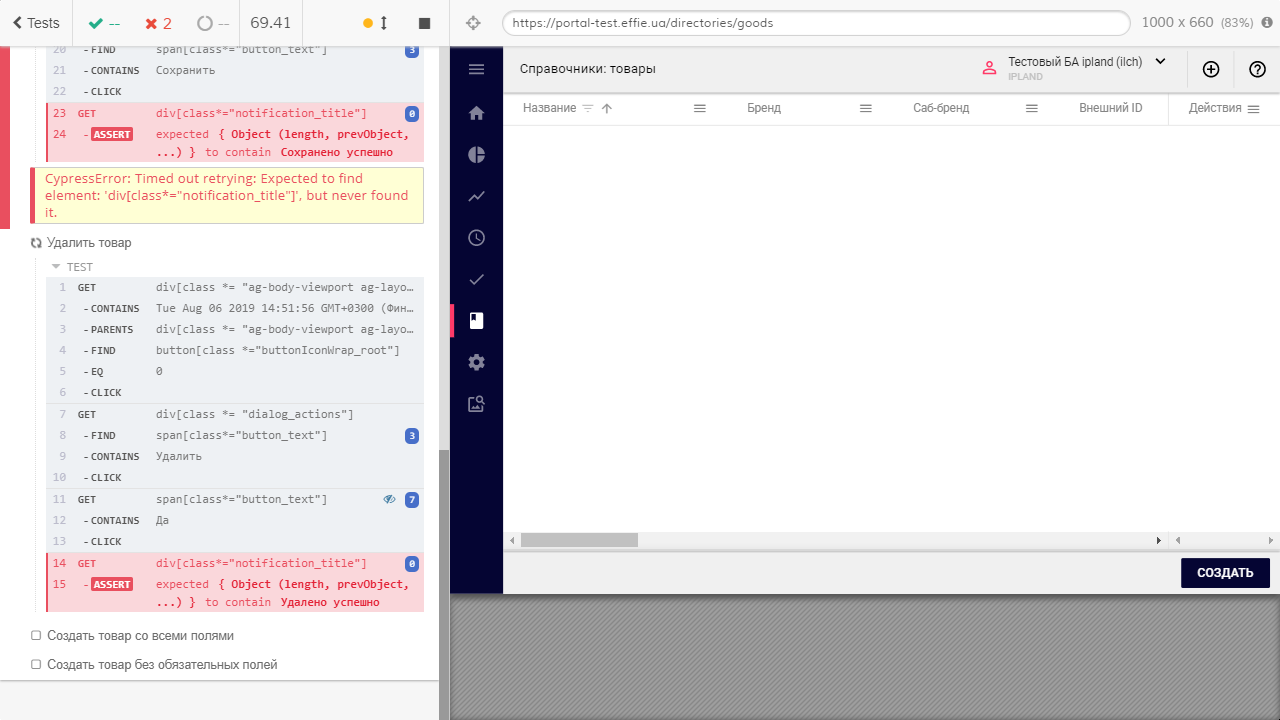 Tests
--
2
--
69.41
https://portal-test.effie.ua/directories/goods
1000 x 660 (83%)
20 -FIND span[class*="button_text"] 3
21 -CONTAINS Сохранить
22 -CLICK
23 GET div[class*="notification_title"] 0
24 -ASSERT expected { Object (length, prevObject,
...) } to contain Сохранено успешно
CypressError: Timed out retrying: Expected to find
element: 'div[class*="notification_title"]', but never found
it.
Удалить товар
TEST
1 GET div[class *= "ag-body-viewport ag-layo…
2 -CONTAINS Tue Aug 06 2019 14:51:56 GMT+0300 (Фин…
3 -PARENTS div[class *= "ag-body-viewport ag-layo…
4 -FIND button[class *="buttonIconWrap_root"]
5 -EQ 0
6 -CLICK
7 GET div[class *= "dialog_actions"]
8 -FIND span[class*="button_text"] 3
9 -CONTAINS Удалить
10 -CLICK
11 GET span[class*="button_text"] 7
12 -CONTAINS Да
13 -CLICK
14 GET div[class*="notification_title"] 0
15 -ASSERT expected { Object (length, prevObject,
...) } to contain Удалено успешно
Создать товар со всеми полями
Создать товар без обязательных полей
Справочники: товары
Тестовый БА ipland (ilch)
IPLAND
Название Бренд Саб-бренд Внешний ID Действия
СОЗДАТЬ